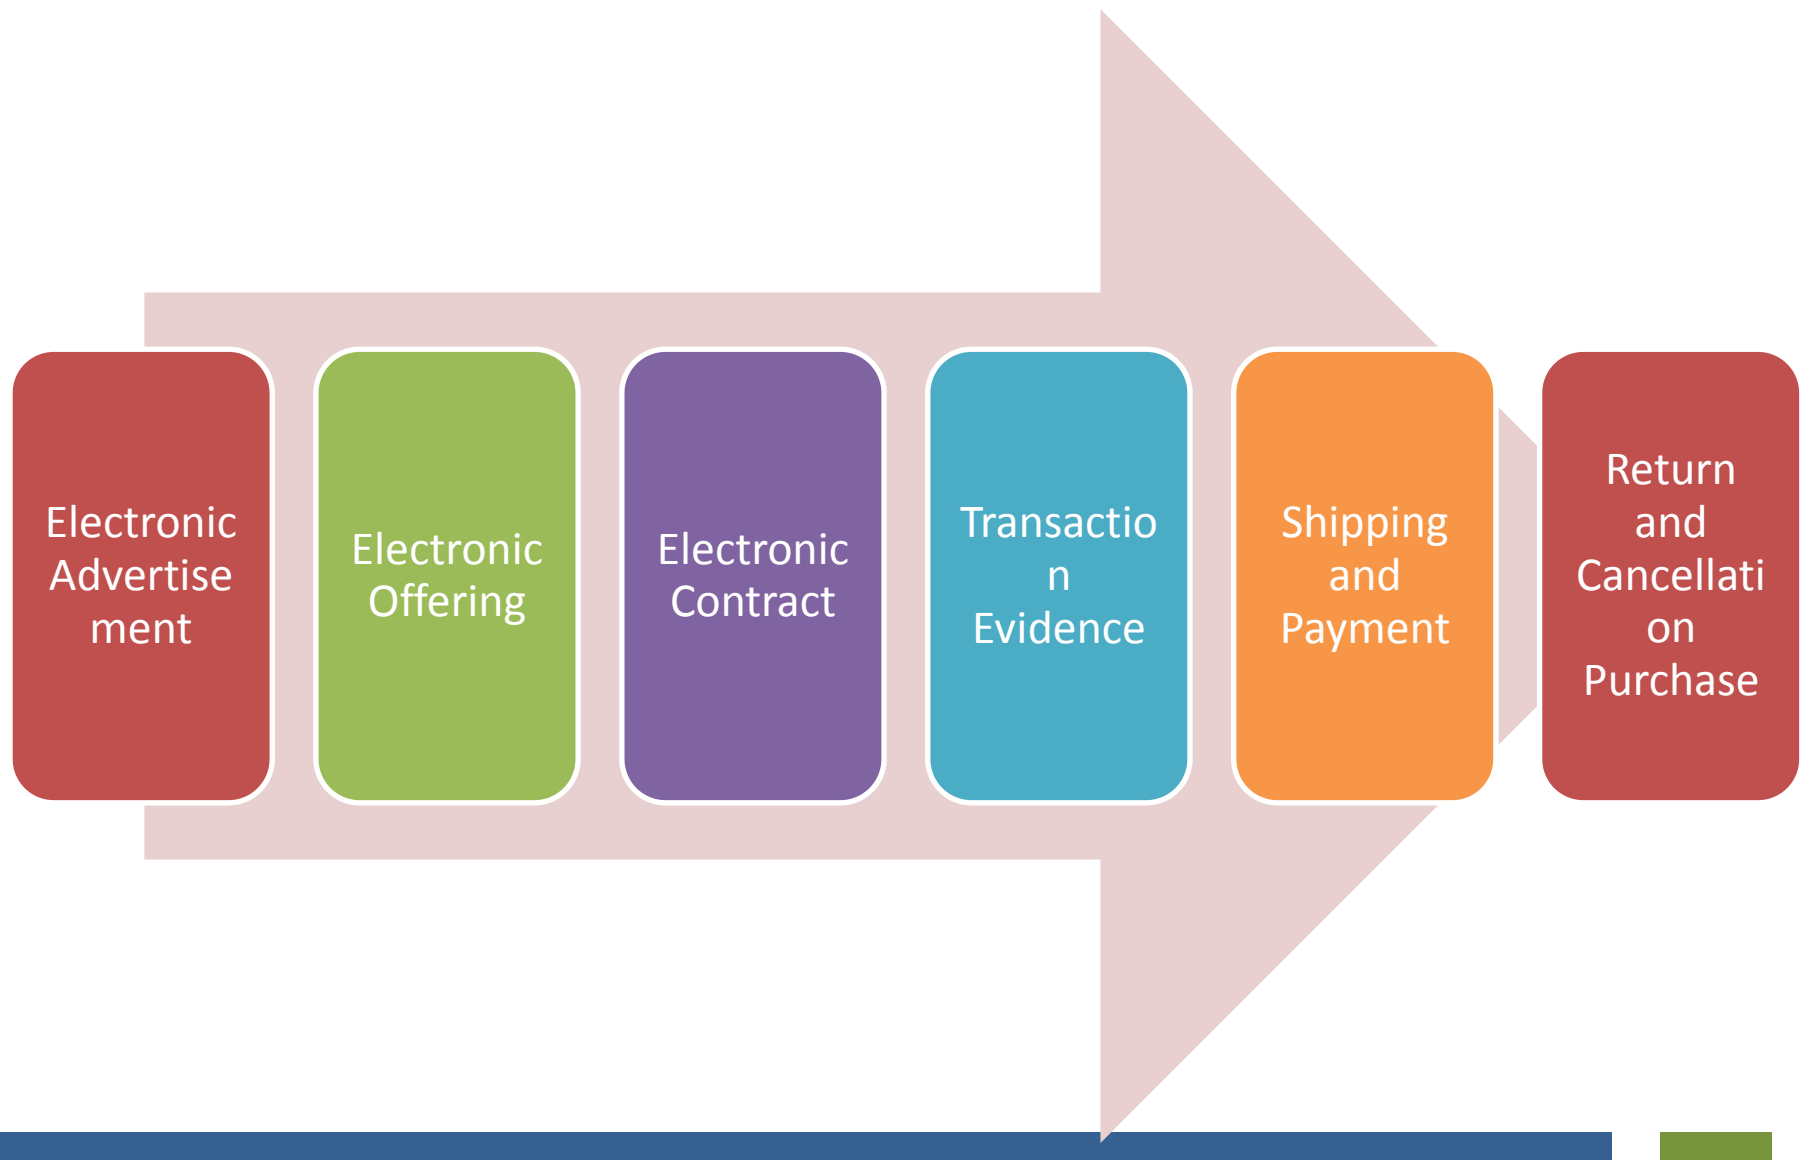 Electronic
Advertise
ment
Electronic
Offering
Electronic
Contract
Transactio
n
Evidence
Shipping
and
Payment
Return
and
Cancellati
on
Purchase